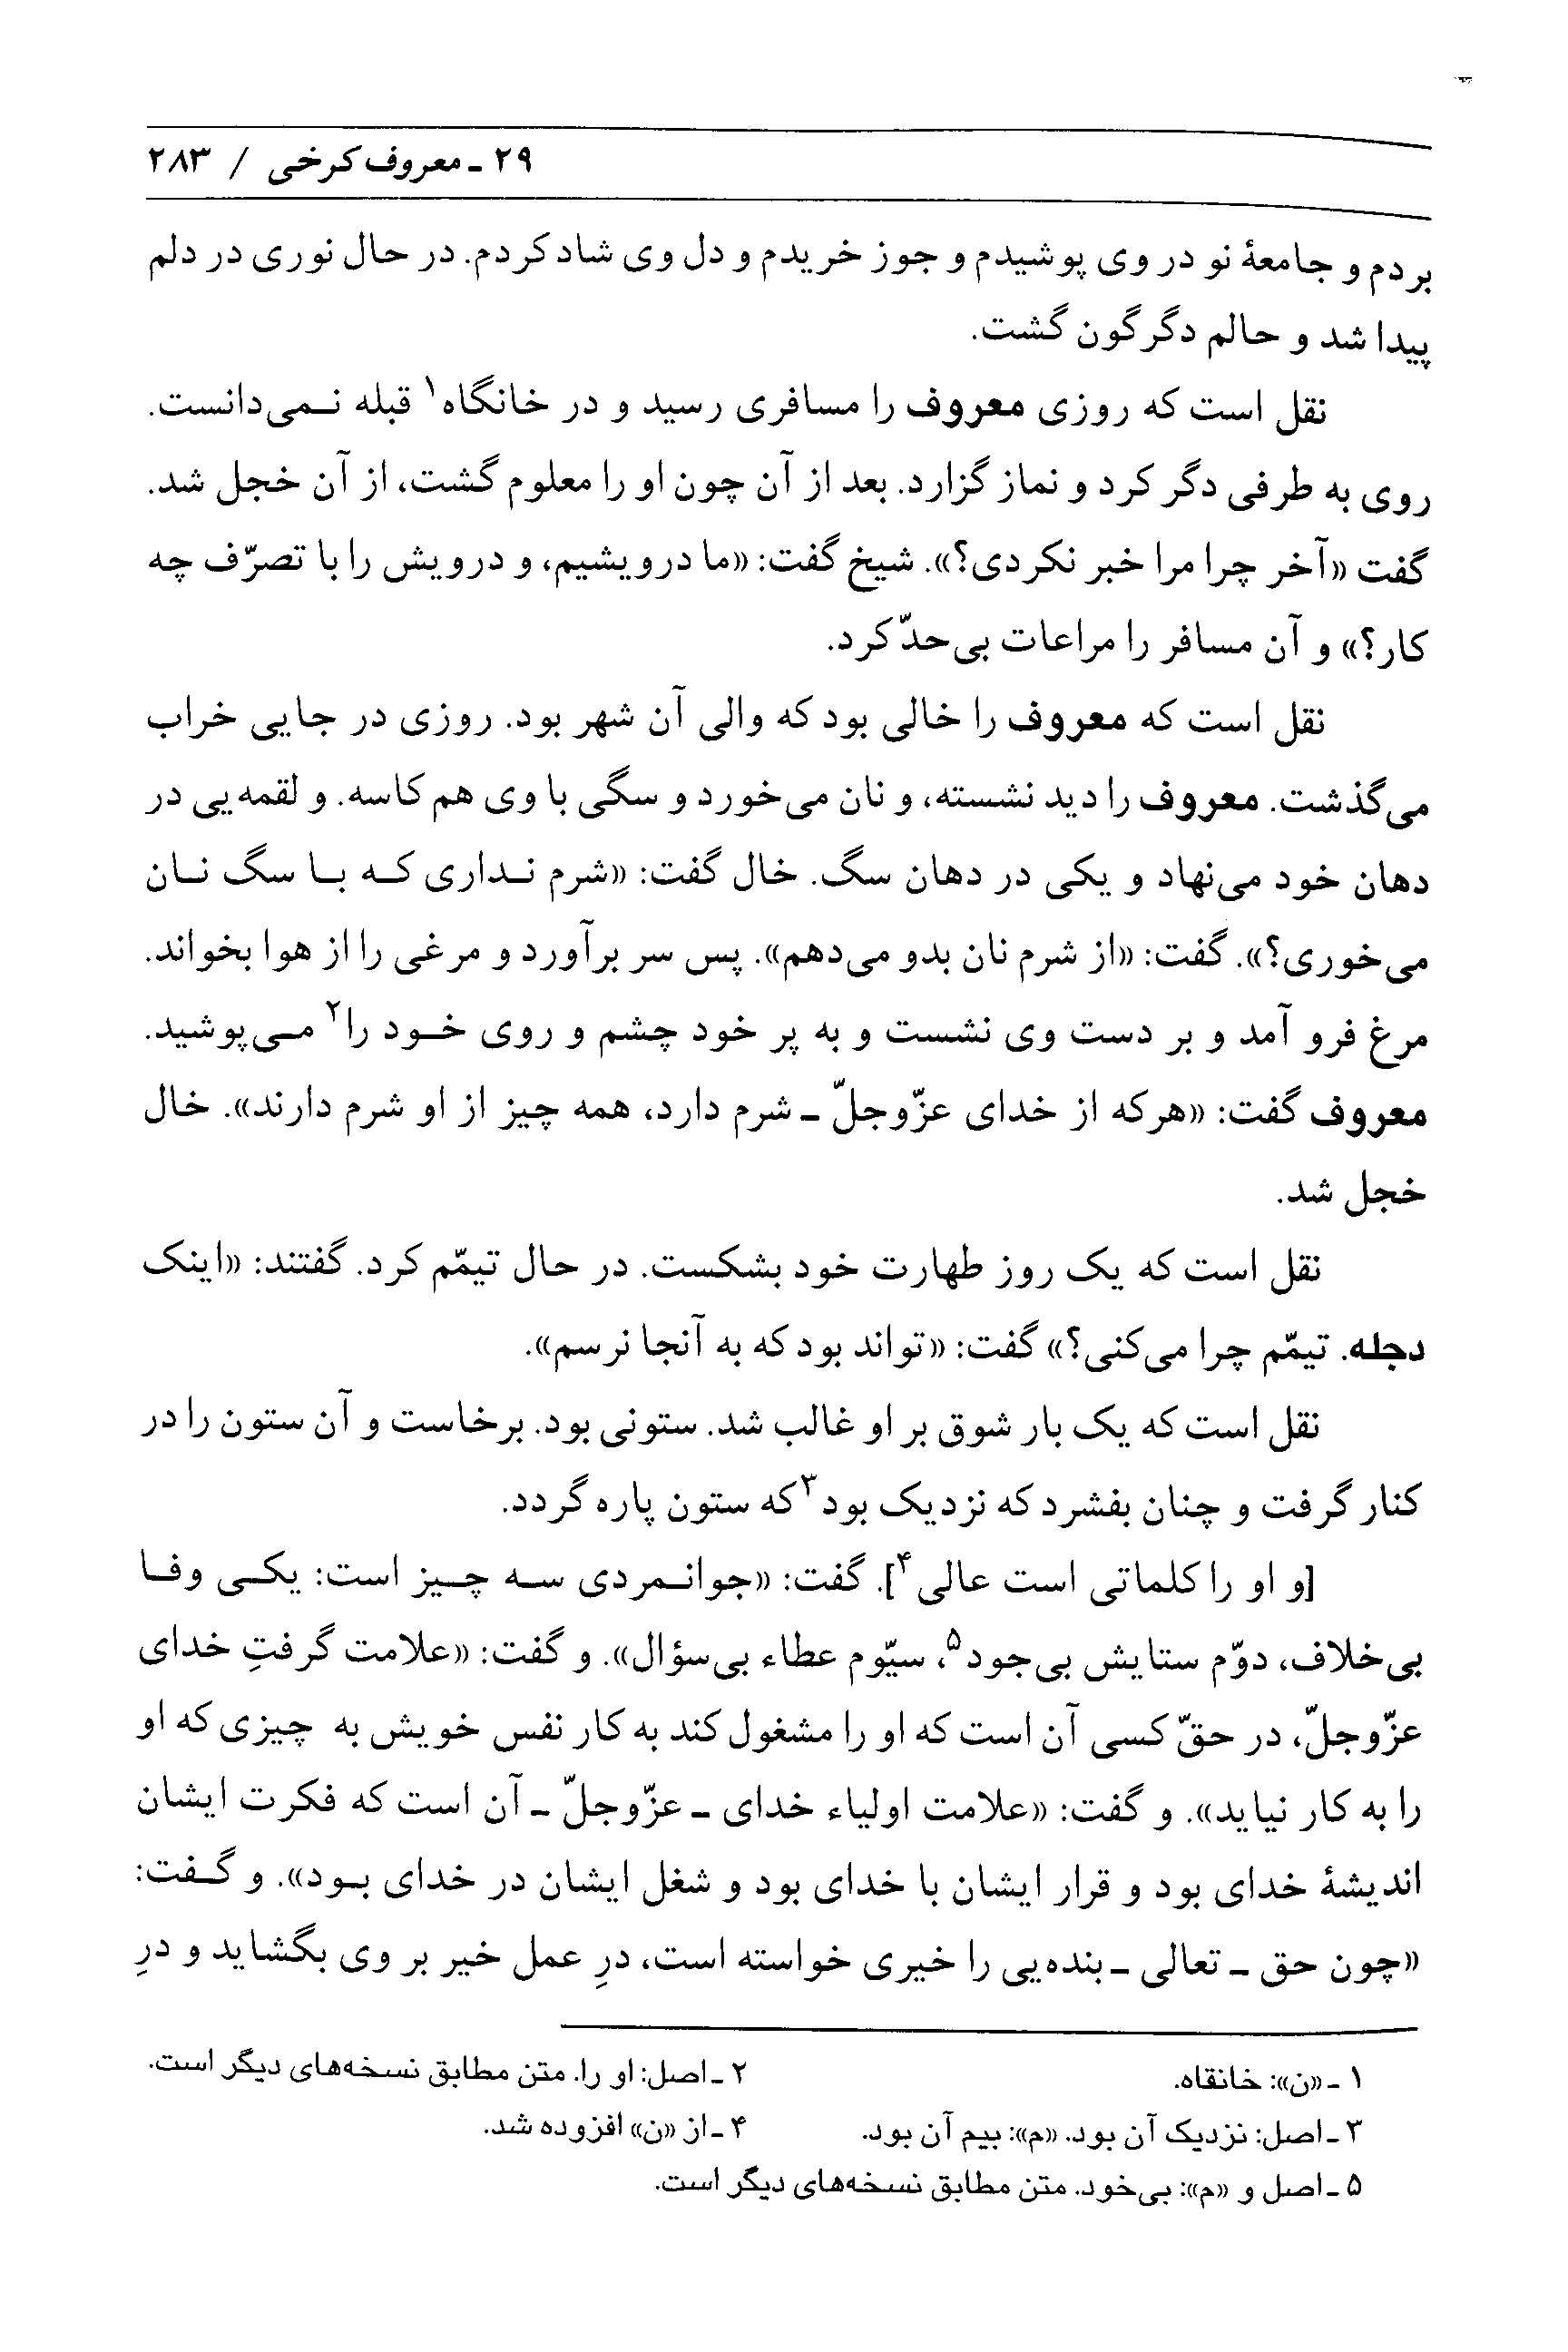 ۲۹ ـ معروف کرخی / ۲۸۳
بردم و جامعهٔ نو در وی پوشیدم و جوز خریدم و دل وی شاد کردم. در حال نوری در دلم
پیدا شد و حالم دگرگون گشت.
نقل است که روزی معروف را مسافری رسید و در خانگاه۱ قبله نمی‌دانست.
روی به طرفی دگر کرد و نماز گزارد. بعد از آن چون او را معلوم گشت، از آن خجل شد.
گفت «آخر چرا مرا خبر نکردی؟». شیخ گفت: «ما درویشیم، و درویش را با تصرّف چه
کار؟» و آن مسافر را مراعات بی‌حدّ کرد.
نقل است که معروف را خالی بود که والی آن شهر بود. روزی در جایی خراب
می‌گذشت. معروف را دید نشسته، و نان می‌خورد و سگی با وی هم کاسه. و لقمه‌یی در
دهان خود می‌نهاد و یکی در دهان سگ. خال گفت: «شرم نداری که با سگ نان
می‌خوری؟». گفت: «از شرم نان بدو می‌دهم». پس سر برآورد و مرغی را از هوا بخواند.
مرغ فرو آمد و بر دست وی نشست و به پر خود چشم و روی خود را۲ می‌پوشید.
معروف گفت: «هرکه از خدای عزّوجلّ ـ شرم دارد، همه چیز از او شرم دارند». خال
خجل شد.
نقل است که یک روز طهارت خود بشکست. در حال تیمّم کرد. گفتند: «اینک
دجله. تیمّم چرا می‌کنی؟» گفت: «تواند بود که به آنجا نرسم».
نقل است که یک بار شوق بر او غالب شد. ستونی بود. برخاست و آن ستون را در
کنار گرفت و چنان بفشرد که نزدیک بود۳ که ستون پاره گردد.
[و او را کلماتی است عالی۴]. گفت: «جوانمردی سه چیز است: یکی وفا
بی‌خلاف، دوّم ستایش بی‌جود۵، سیّوم عطاء بی‌سؤال». و گفت: «علامت گرفتِ خدای
عزّوجلّ، در حقّ کسی آن است که او را مشغول کند به کار نفس خویش به چیزی که او
را به کار نیاید». و گفت: «علامت اولیاء خدای ـ عزّوجلّ ـ آن است که فکرت ایشان
اندیشهٔ خدای بود و قرار ایشان با خدای بود و شغل ایشان در خدای بود». و گفت:
«چون حق ـ تعالی ـ بنده‌یی را خیری خواسته است، درِ عمل خیر بر وی بگشاید و درِ
۱ ـ «ن»: خانقاه. ۲ ـ اصل: او را. متن مطابق نسخه‌های دیگر است.
۳ ـ اصل: نزدیک آن بود. «م»: بیم آن بود. ۴ ـ از «ن» افزوده شد.
۵ ـ اصل و «م»: بی‌خود. متن مطابق نسخه‌های دیگر است.